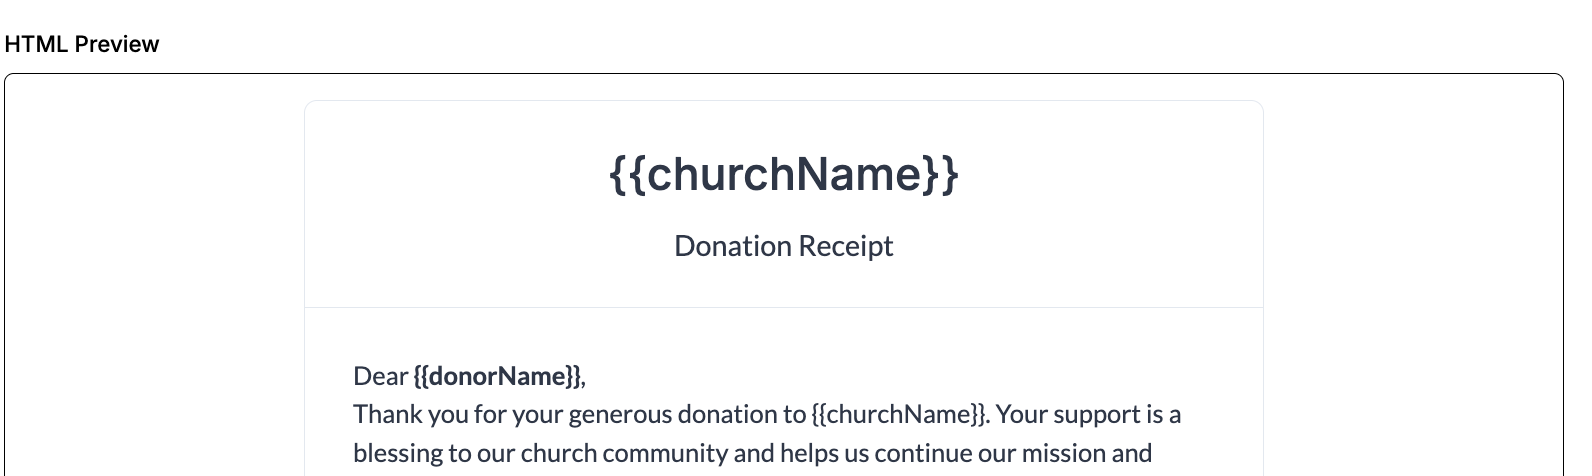 HTML Preview
{{churchName}}
Donation Receipt
Dear {{donorName}},
Thank you for your generous donation to {{churchName}}. Your support is a
blessing to our church community and helps us continue our mission and